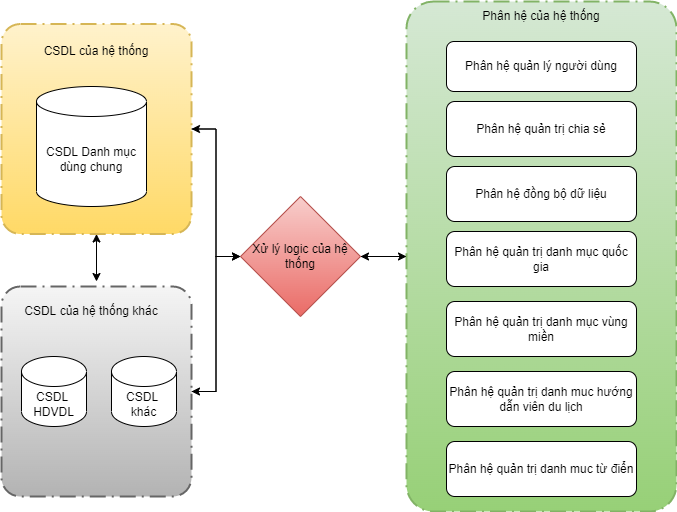 CSDL của hệ thống
CSDL Danh mục
dùng chung
CSDL của hệ thống khác
CSDL
HDVDL
CSDL
khác
Xử lý logic của hệ
thống
Phân hệ của hệ thống
Phân hệ quản lý người dùng
Phân hệ quản trị chia sẻ
Phân hệ đồng bộ dữ liệu
Phân hệ quản trị danh mục quốc
gia
Phân hệ quản trị danh mục vùng
miền
Phân hệ quản trị danh muc hướng
dẫn viên du lịch
Phân hệ quản trị danh muc từ điển